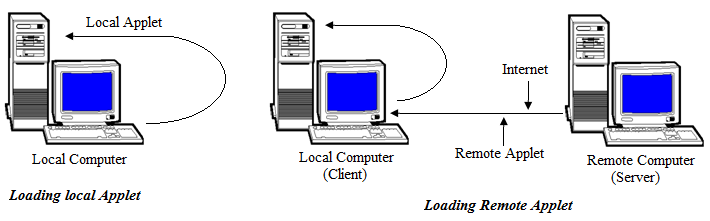 Local Applet
Local Computer
Loading local Applet
Internet
Remote Applet
Local Computer
(Client)
Remote Computer
(Server)
Loading Remote Applet